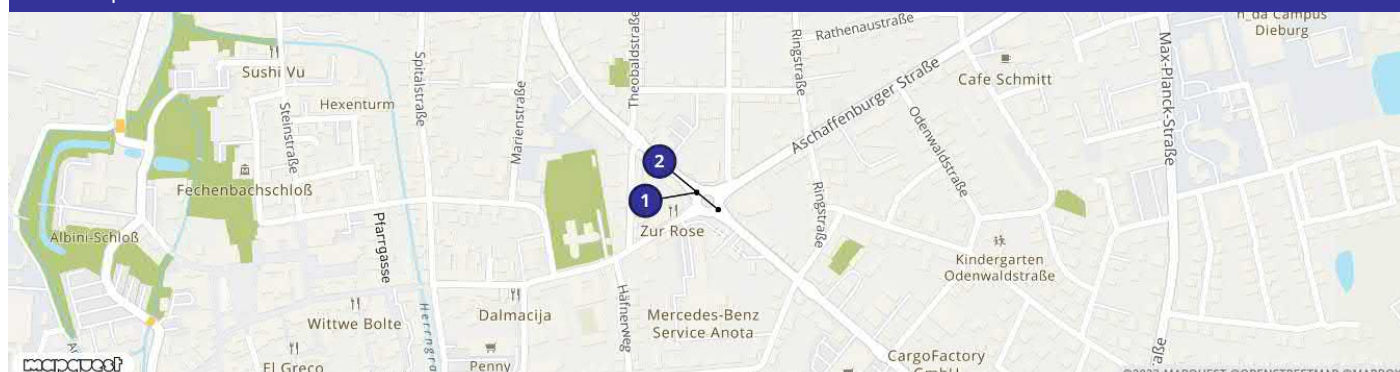 h_da Campus
Dieburg
Sushi Vu
Hexenturm
Spitalstraße
Steinstraße
Marienstraße
Theobaldstraße
Ringstraße
Rathenaustraße
Aschaffenburger Straße
Cafe Schmitt
Max-Planck-Straße
Odenwaldstraße
Fechenbachschloß
2
1
Zur Rose
Ringstraße
Albini-Schloß
Pfarrgasse
Kindergarten
Odenwaldstraße
Wittwe Bolte
Dalmacija
Häfnerweg
Mercedes-Benz
Service Anota
El Greco
Penny
CargoFactory
mapquest